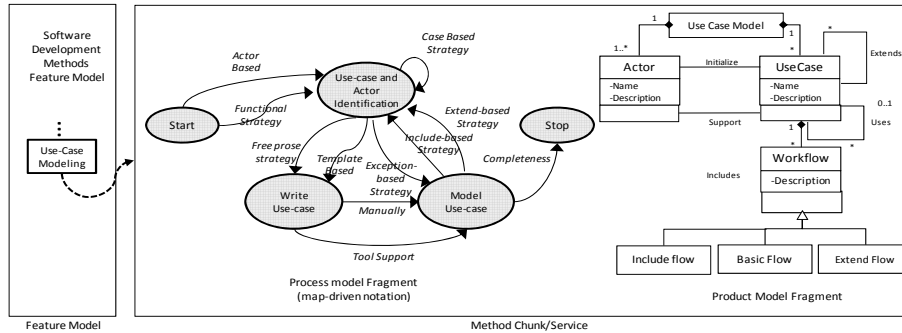 Software
Development
Methods
Feature Model
Use-Case
Modeling
Feature Model
Actor
Based
Functional
Strategy
Start
Case Based
Strategy
Use-case and
Actor
Identification
Extend-based
Strategy
Include-based
Strategy
Stop
Free prose
strategy
Template
Based
Exception-
based
Strategy
Completeness
Write
Use-case
Manually
Model
Use-case
Tool Support
Process model Fragment
(map-driven notation)
1
Use Case Model
1
1..*
*
*
Actor
-Name
-Description
Initialize
Support
UseCase
-Name
-Description
Extends
0..1
Uses
*
1
*
Includes
Workflow
-Description
Include flow
Basic Flow
Extend Flow
Product Model Fragment
Method Chunk/Service